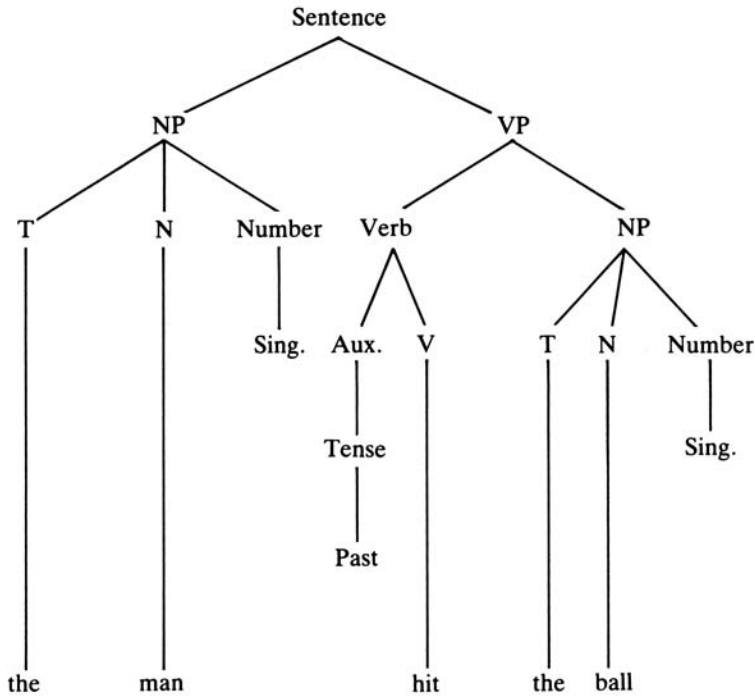 Sentence
NP VP
T N Number Verb NP
Sing. Aux. V T N Number
Tense Sing.
Past
the man hit the ball